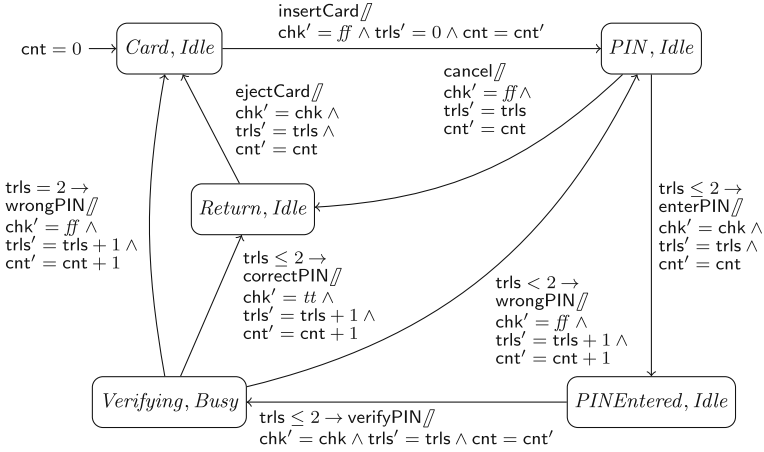 insertCard⫽
chk′ = ff ∧ trls′ = 0 ∧ cnt = cnt′
cnt = 0
Card, Idle
PIN, Idle
cancel⫽
chk′ = ff ∧
trls′ = trls
cnt′ = cnt
ejectCard⫽
chk′ = chk ∧
trls′ = trls ∧
cnt′ = cnt
trls = 2 →
wrongPIN⫽
chk′ = ff ∧
trls′ = trls + 1 ∧
cnt′ = cnt + 1
Return, Idle
trls ≤ 2 →
enterPIN⫽
chk′ = chk ∧
trls′ = trls ∧
cnt′ = cnt
trls ≤ 2 →
correctPIN⫽
chk′ = tt ∧
trls′ = trls + 1 ∧
cnt′ = cnt + 1
trls < 2 →
wrongPIN⫽
chk′ = ff ∧
trls′ = trls + 1 ∧
cnt′ = cnt + 1
Verifying, Busy
PINEntered, Idle
trls ≤ 2 → verifyPIN⫽
chk′ = chk ∧ trls′ = trls ∧ cnt = cnt′